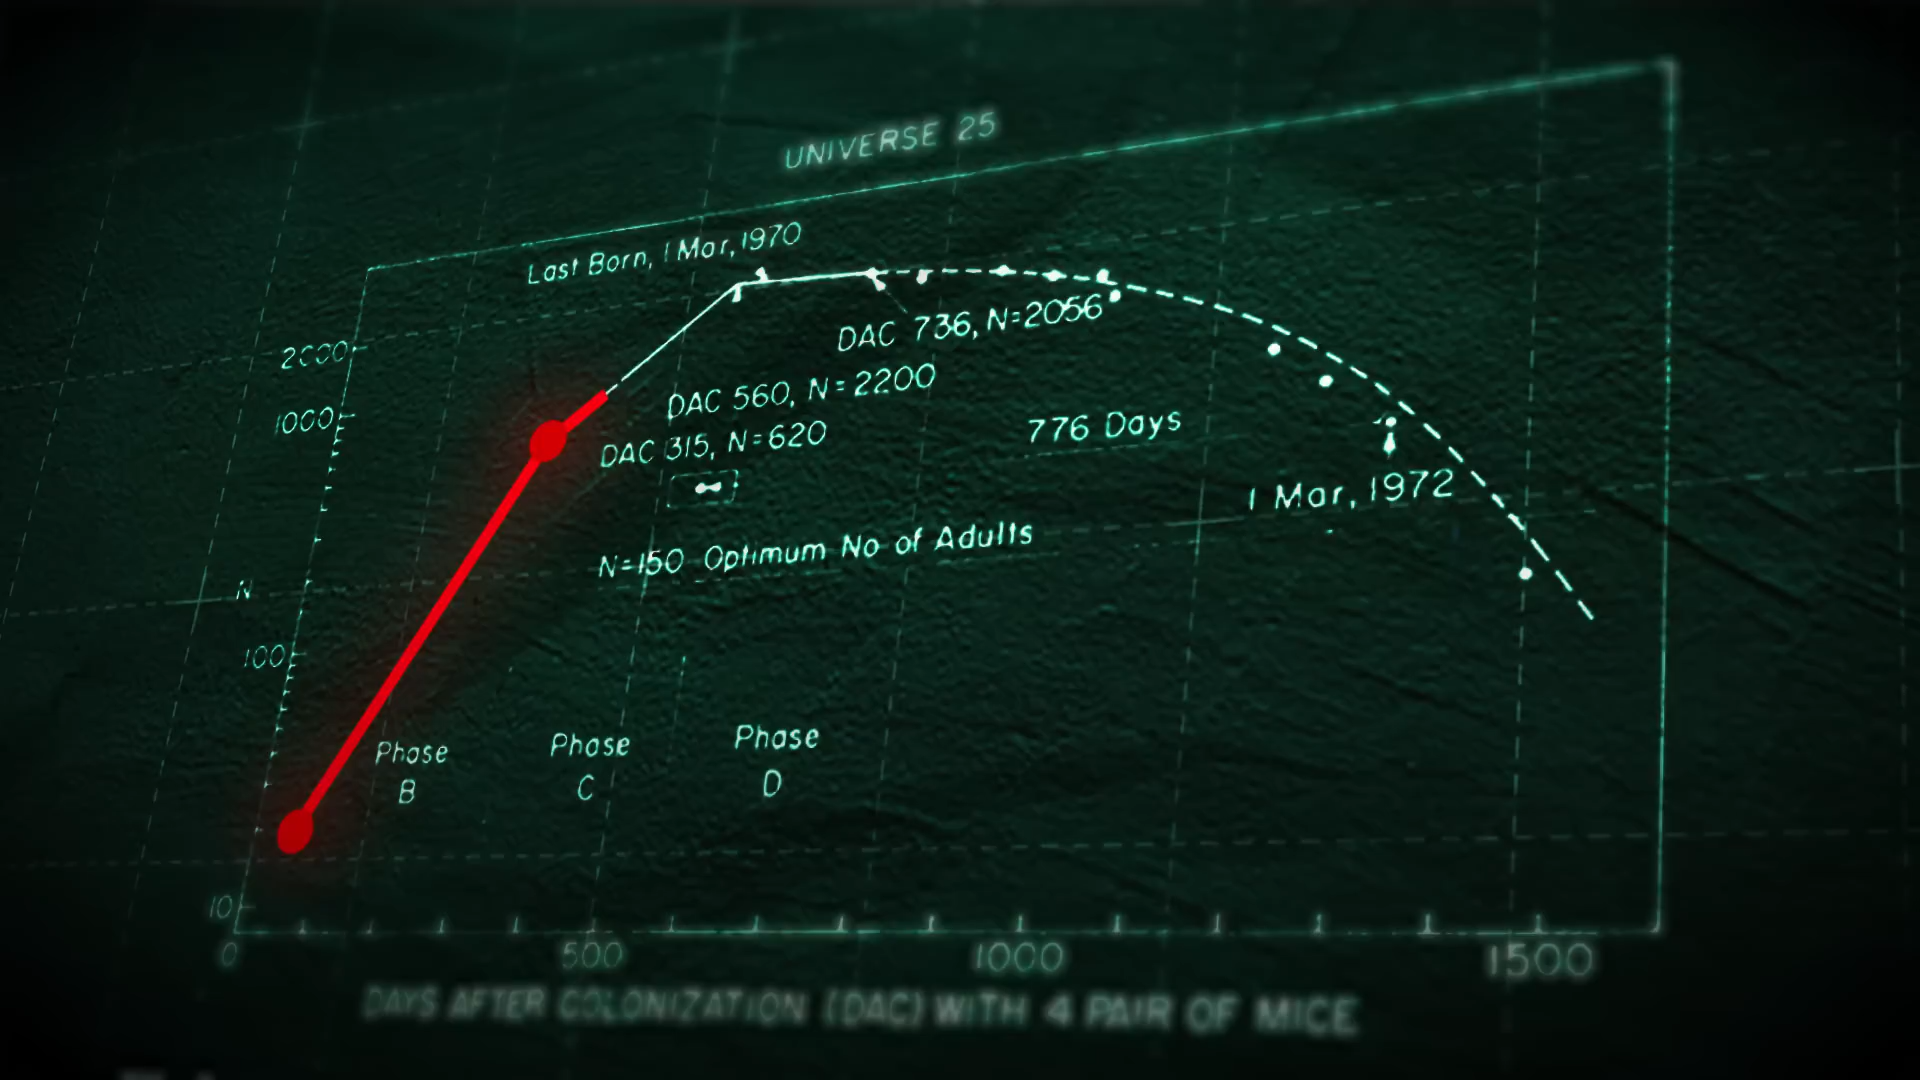 UNIVERSE 25
Last Born, 1 Mar, 1970
DAC 736, N=2056
DAC 560, N=2200
DAC 315, N=620
776 Days
1 Mar, 1972
N=150 Optimum No of Adults
2000
1000
N
100
10
Phase B
Phase C
Phase D
0 500 1000 1500
DAYS AFTER COLONIZATION (DAC) WITH 4 PAIR OF MICE